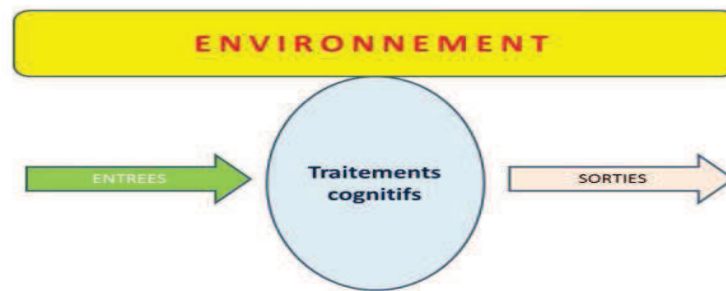 ENVIRONNEMENT
ENTREES
Traitements
cognitifs
SORTIES